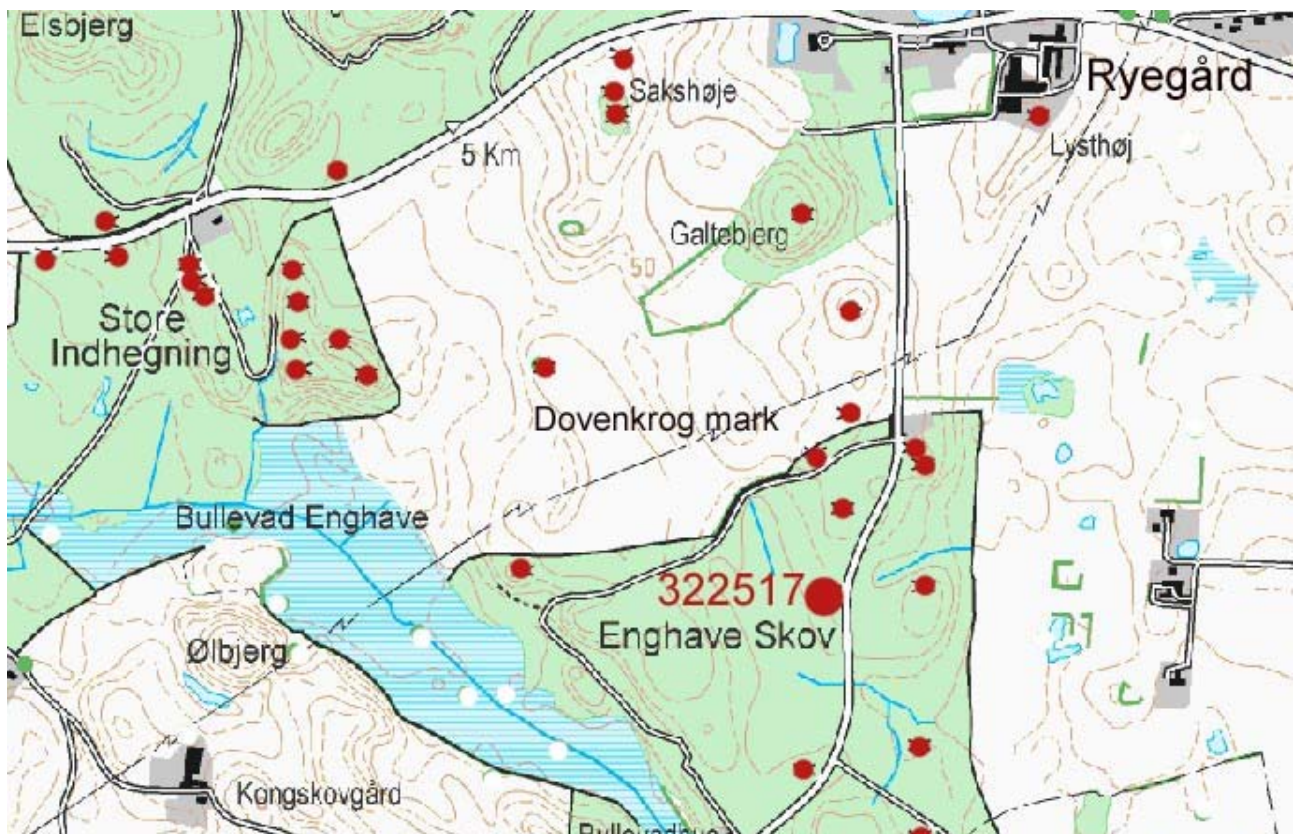 Elsbjerg
Sakshøje
Ryegård
5 Km
Lysthøj
Galtebjerg
50
Store
Indhegning
Dovenkrog mark
Bullevad Enghave
322517
Enghave Skov
Ølbjerg
Kongskovgård